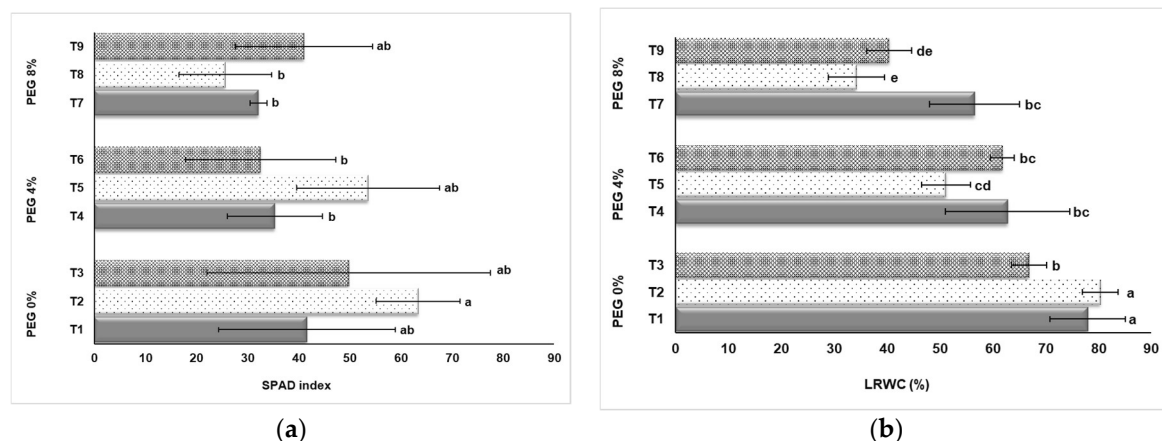 PEG 8%
T9
ab
T8
b
T7
b
PEG 4%
T6
b
T5
ab
T4
b
PEG 0%
T3
ab
T2
a
T1
ab
0 10 20 30 40 50 60 70 80 90
SPAD index
(a)
PEG 8%
T9
de
T8
e
T7
bc
PEG 4%
T6
bc
T5
cd
T4
bc
PEG 0%
T3
b
T2
a
T1
a
0 10 20 30 40 50 60 70 80 90
LRWC (%)
(b)